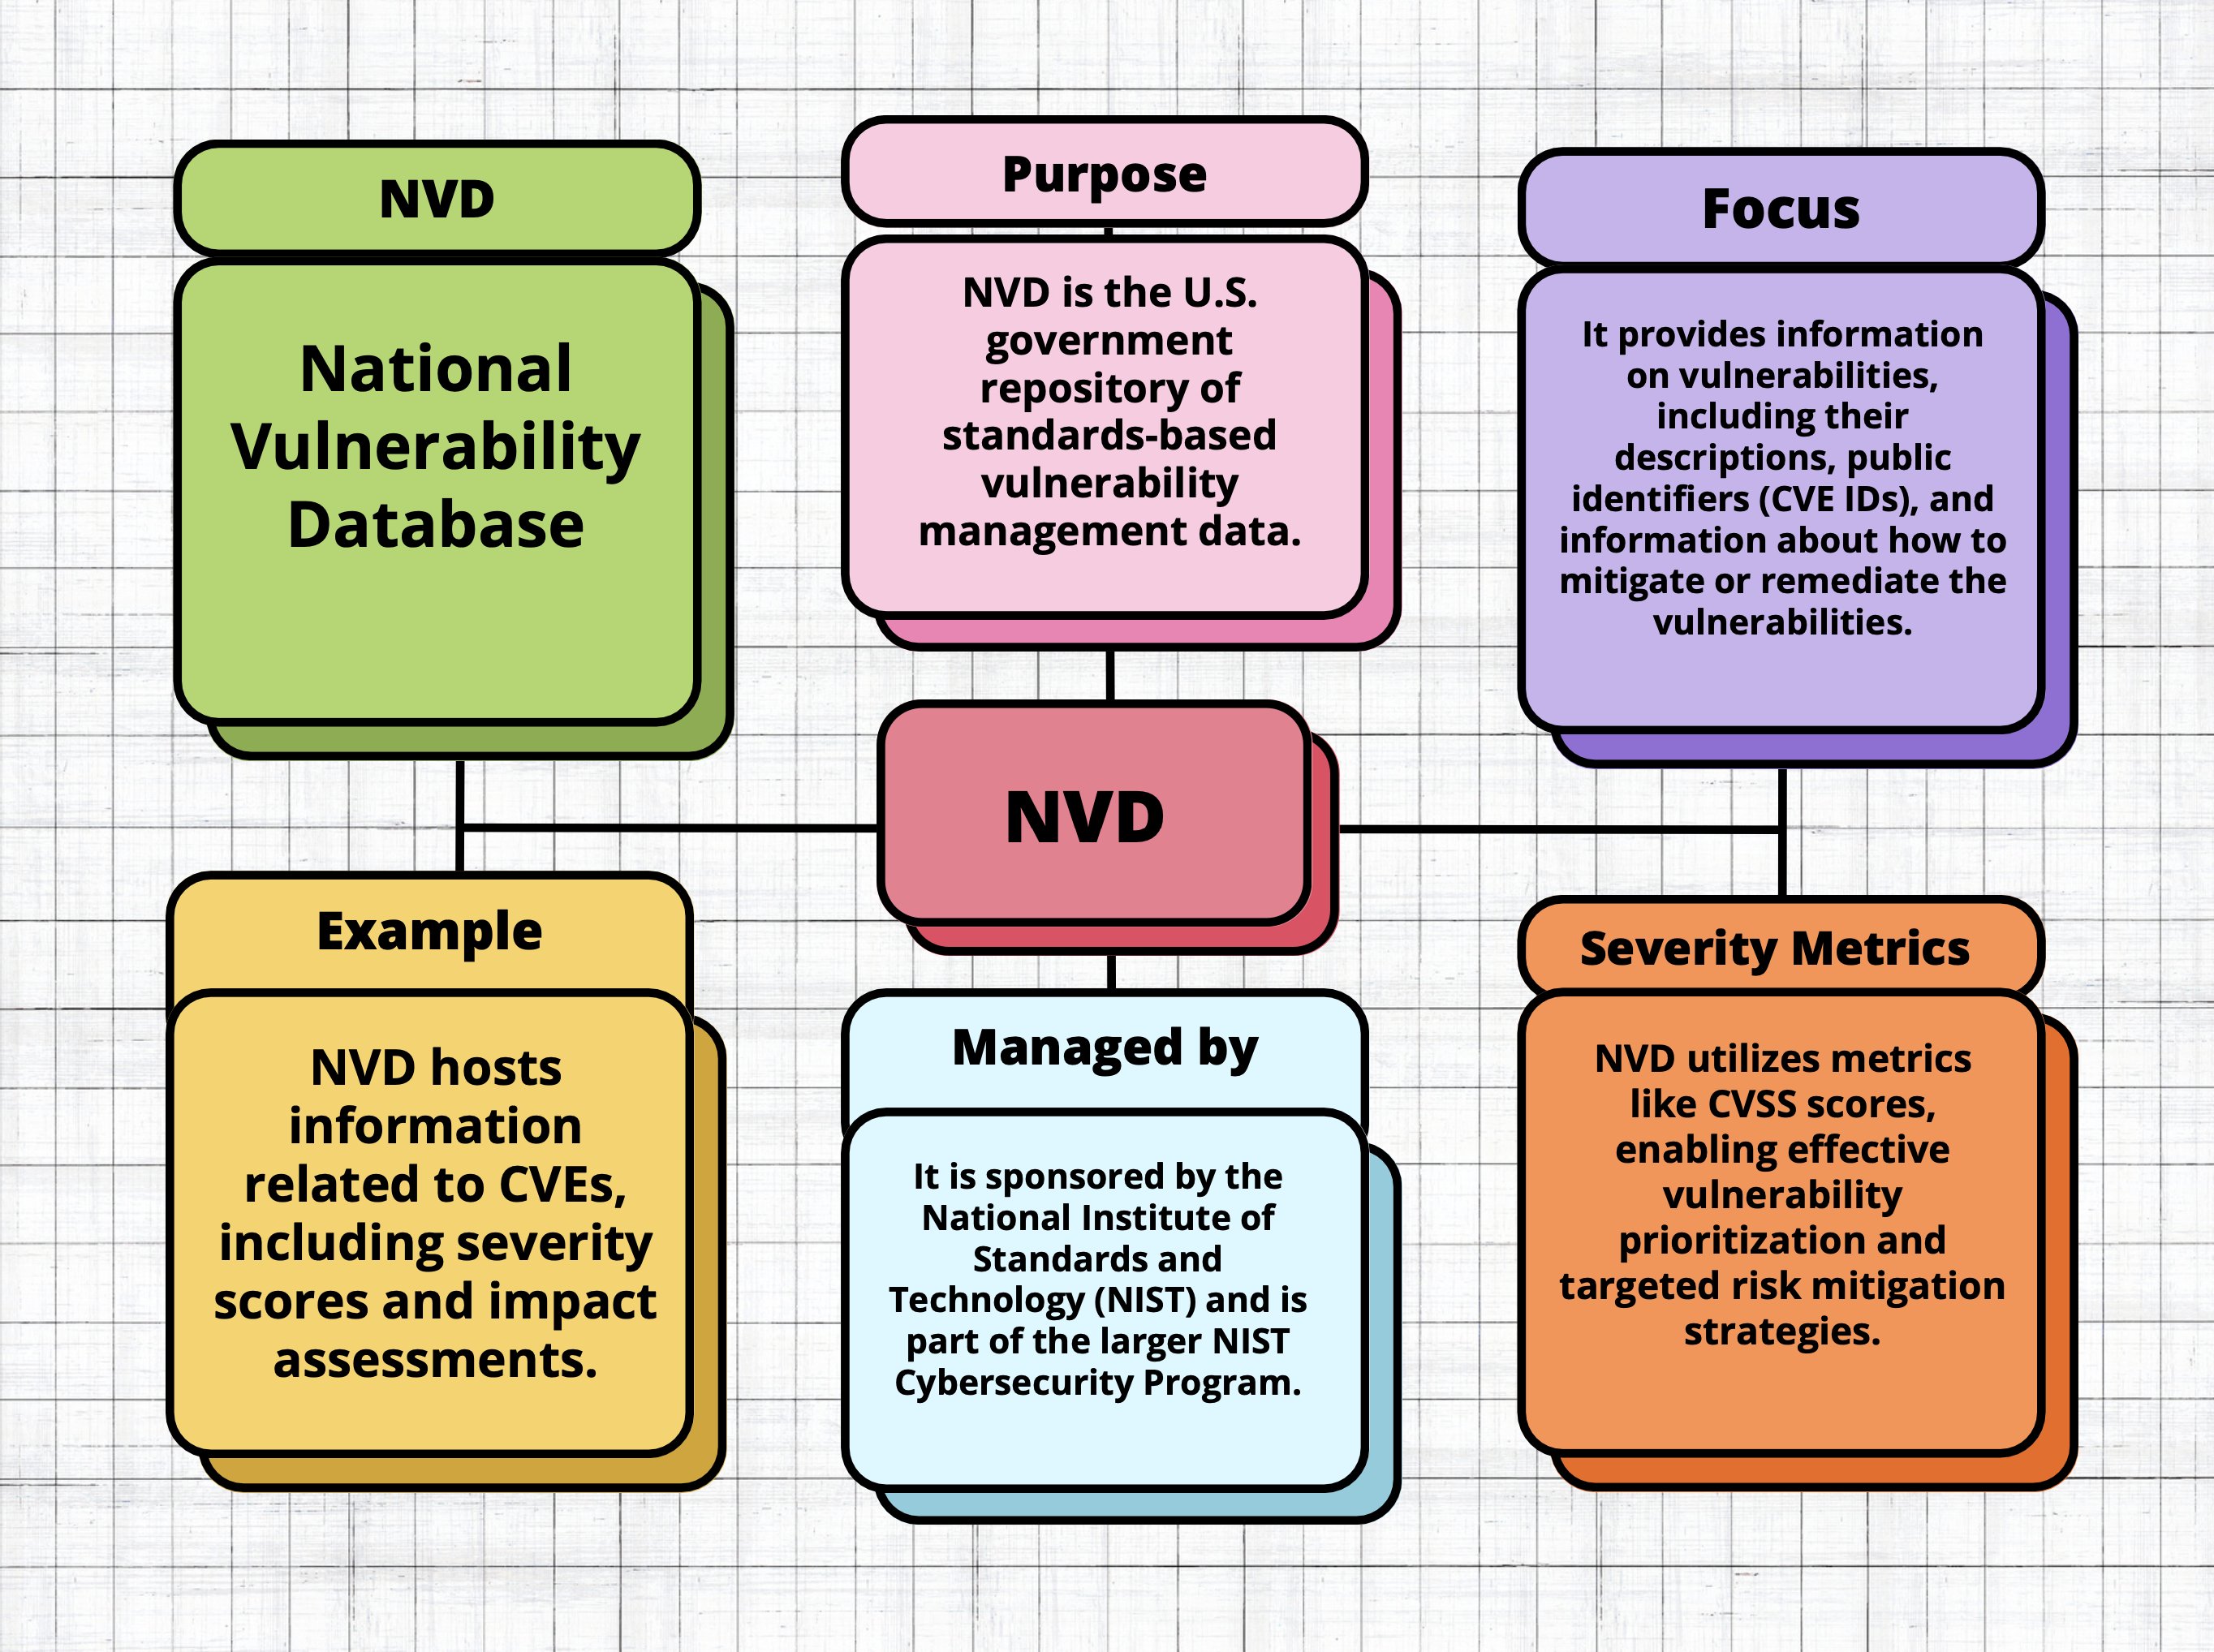 NVD
National
Vulnerability
Database
Purpose
NVD is the U.S.
government
repository of
standards-based
vulnerability
management data.
Focus
It provides information
on vulnerabilities,
including their
descriptions, public
identifiers (CVE IDs), and
information about how to
mitigate or remediate the
vulnerabilities.
NVD
Example
NVD hosts
information
related to CVEs,
including severity
scores and impact
assessments.
Managed by
It is sponsored by the
National Institute of
Standards and
Technology (NIST) and is
part of the larger NIST
Cybersecurity Program.
Severity Metrics
NVD utilizes metrics
like CVSS scores,
enabling effective
vulnerability
prioritization and
targeted risk mitigation
strategies.